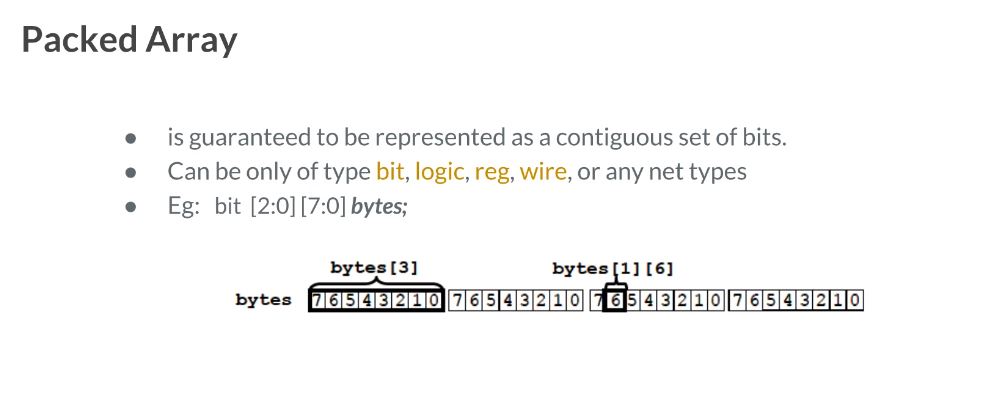 Packed Array
● is guaranteed to be represented as a contiguous set of bits.
● Can be only of type bit, logic, reg, wire, or any net types
● Eg: bit [2:0] [7:0] bytes;
bytes[3] bytes[1][6]
bytes 7 6 5 4 3 2 1 0 7 6 5 4 3 2 1 0 7 6 5 4 3 2 1 0 7 6 5 4 3 2 1 0